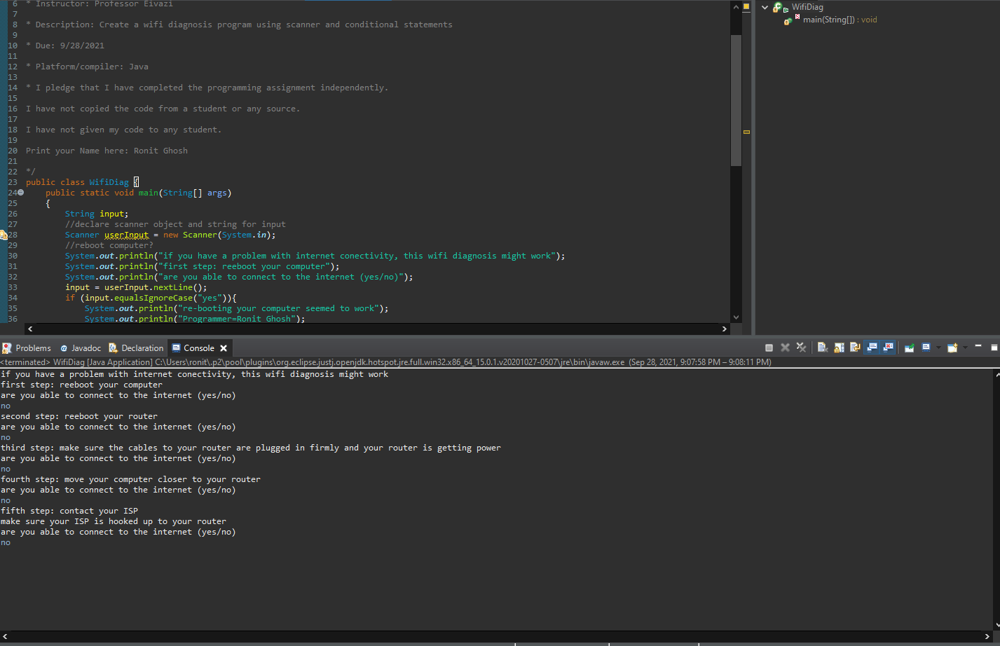 6 * Instructor: Professor Eivazi
7
8 * Description: Create a wifi diagnosis program using scanner and conditional statements
9
10 * Due: 9/28/2021
11
12 * Platform/compiler: Java
13
14 * I pledge that I have completed the programming assignment independently.
15
16 I have not copied the code from a student or any source.
17
18 I have not given my code to any student.
19
20 Print your Name here: Ronit Ghosh
21
22 */
23 public class WifiDiag {
24 public static void main(String[] args)
25 {
26 String input;
27 //declare scanner object and string for input
28 Scanner userInput = new Scanner(System.in);
29 //reboot computer?
30 System.out.println("if you have a problem with internet conectivity, this wifi diagnosis might work");
31 System.out.println("first step: reeboot your computer");
32 System.out.println("are you able to connect to the internet (yes/no)");
33 input = userInput.nextLine();
34 if (input.equalsIgnoreCase("yes")){
35 System.out.println("re-booting your computer seemed to work");
36 System.out.println("Programmer=Ronit Ghosh");
WifiDiag
main(String[]) : void
Problems Javadoc Declaration Console
<terminated> WifiDiag [Java Application] C:\Users\ronit\.p2\pool\plugins\org.eclipse.justj.openjdk.hotspot.jre.full.win32.x86_64_15.0.1.v20201027-0507\jre\bin\javaw.exe (Sep 28, 2021, 9:07:58 PM – 9:08:11 PM)
if you have a problem with internet conectivity, this wifi diagnosis might work
first step: reeboot your computer
are you able to connect to the internet (yes/no)
no
second step: reeboot your router
are you able to connect to the internet (yes/no)
no
third step: make sure the cables to your router are plugged in firmly and your router is getting power
are you able to connect to the internet (yes/no)
no
fourth step: move your computer closer to your router
are you able to connect to the internet (yes/no)
no
fifth step: contact your ISP
make sure your ISP is hooked up to your router
are you able to connect to the internet (yes/no)
no